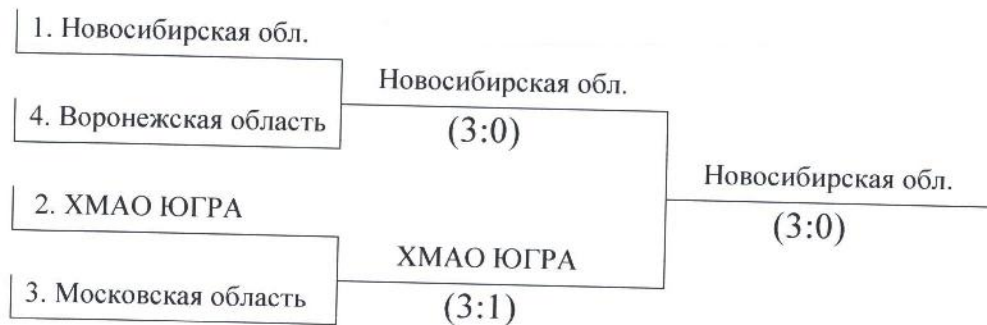 1. Новосибирская обл.
Новосибирская обл.
4. Воронежская область
(3:0)
Новосибирская обл.
2. ХМАО ЮГРА
(3:0)
ХМАО ЮГРА
3. Московская область
(3:1)